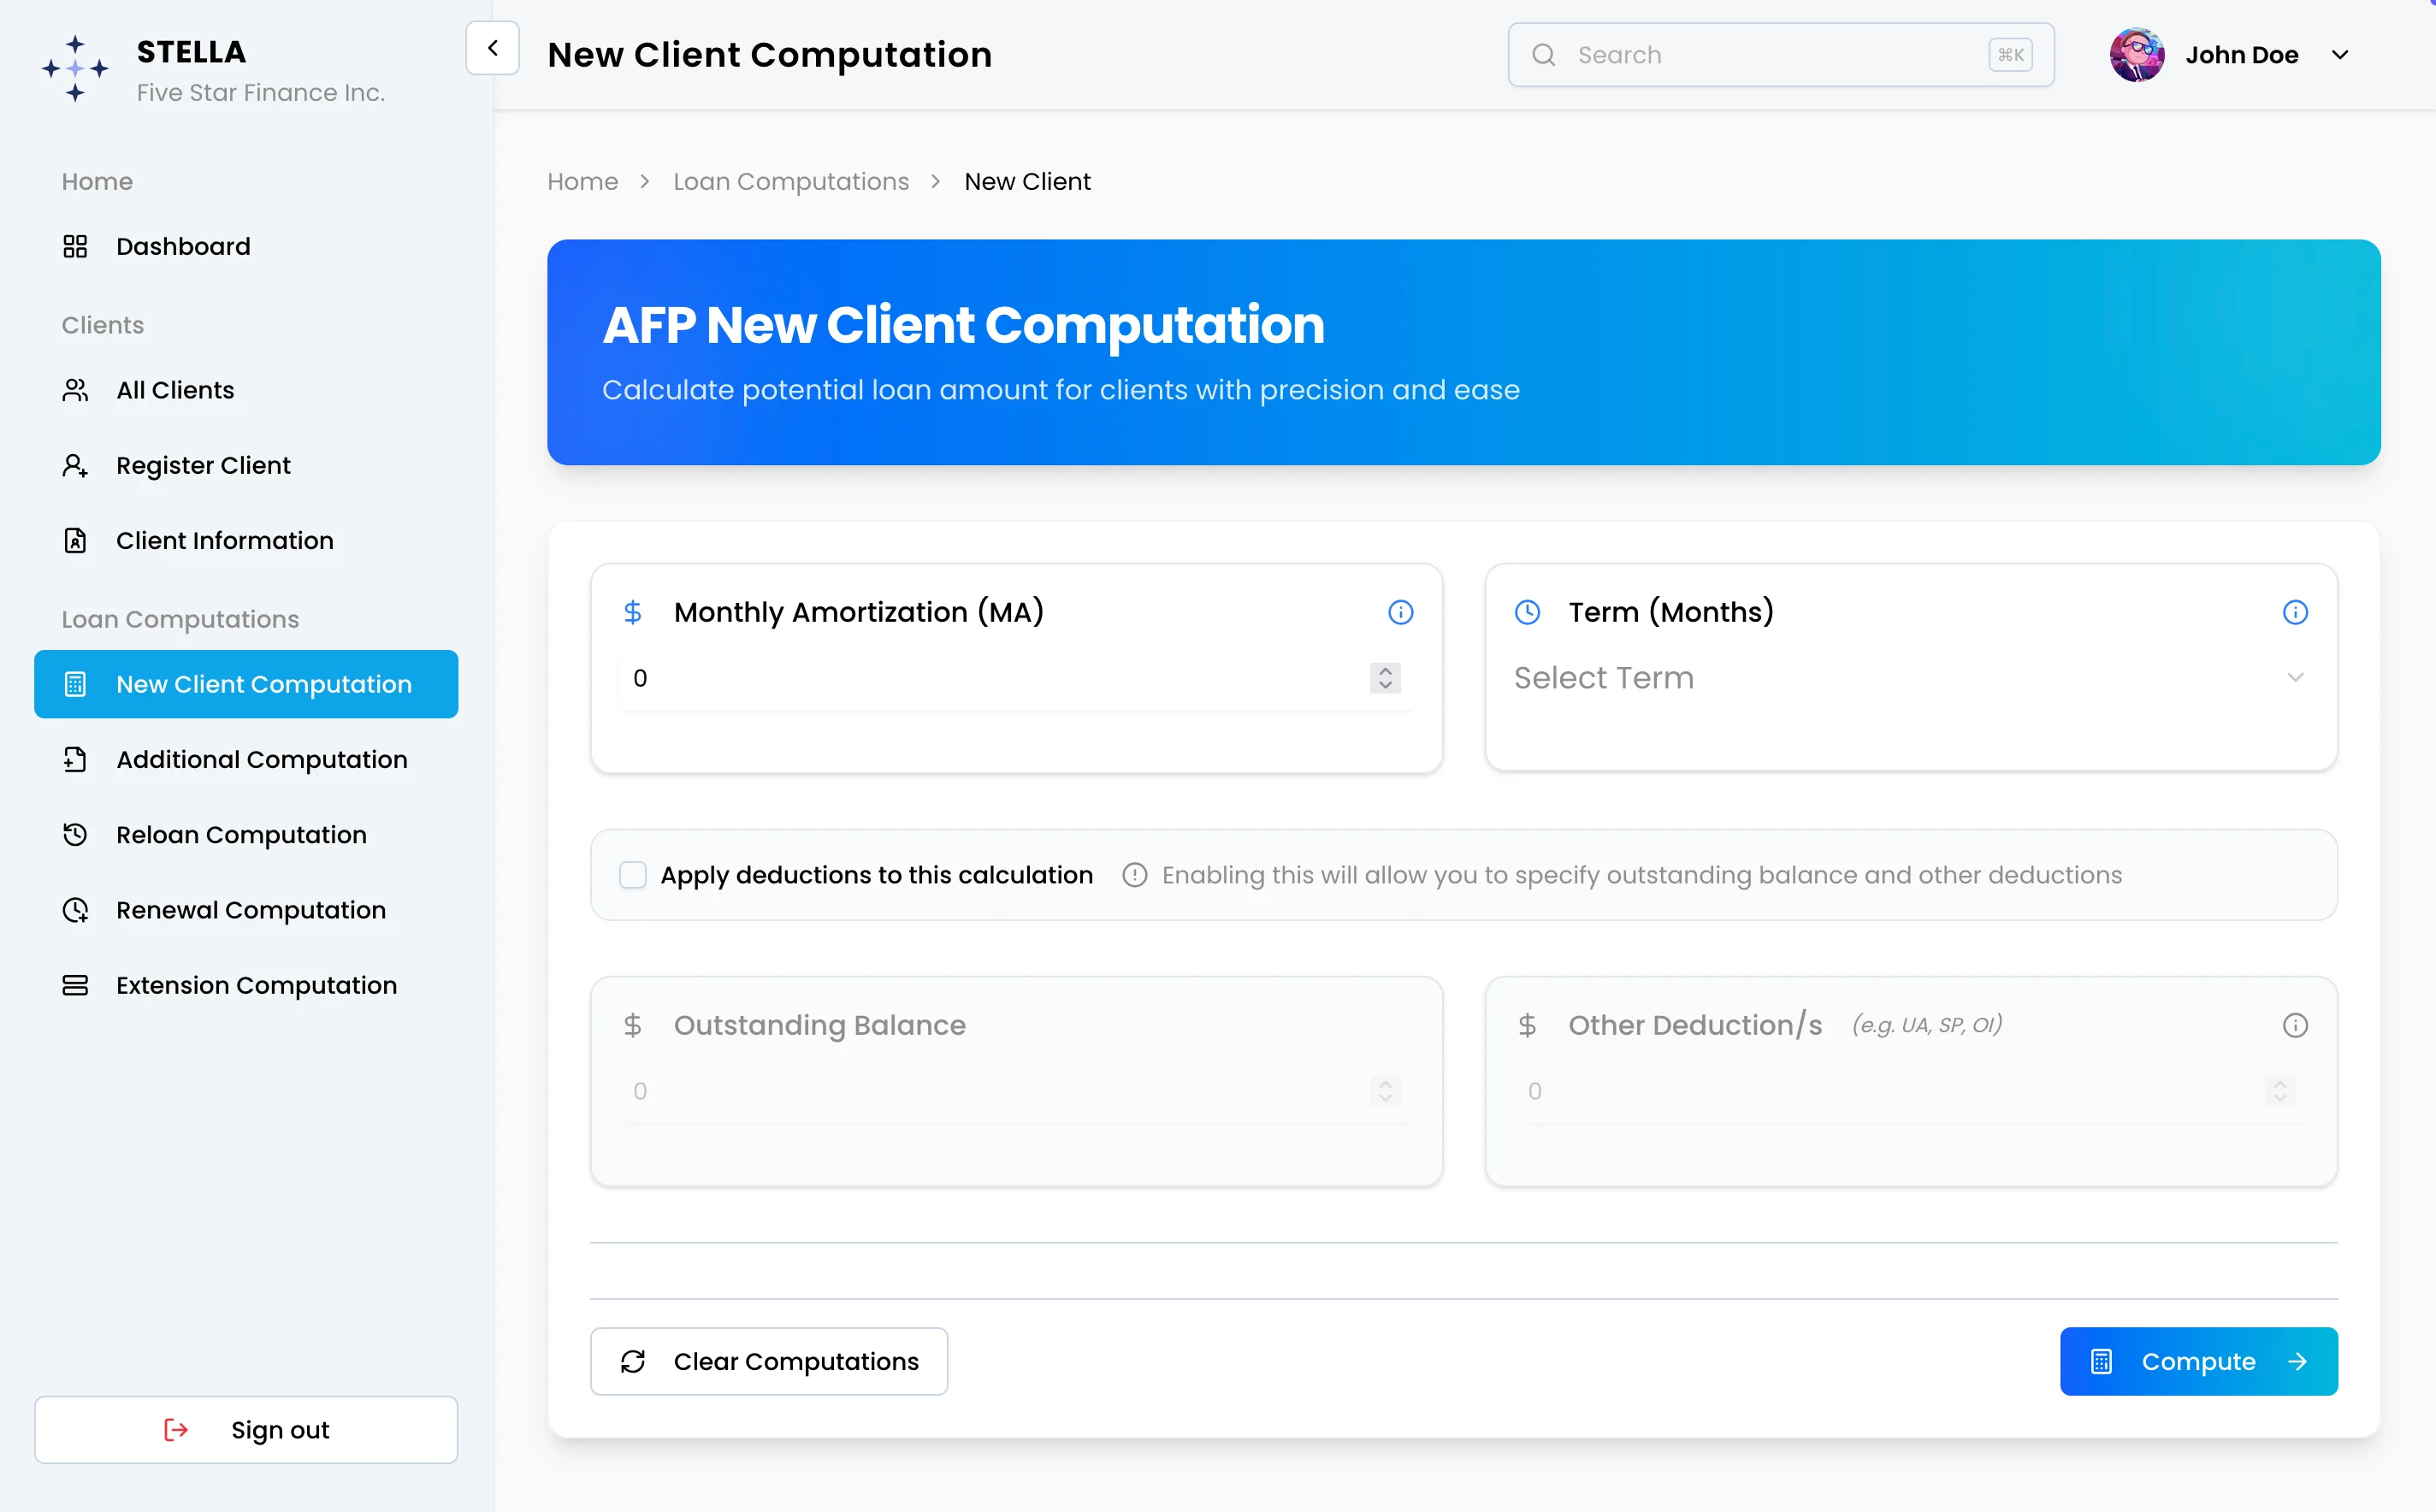 STELLA
Five Star Finance Inc.
Home
Dashboard
Clients
All Clients
Register Client
Client Information
Loan Computations
New Client Computation
Additional Computation
Reloan Computation
Renewal Computation
Extension Computation
Sign out
New Client Computation
Search
⌘K
John Doe
Home > Loan Computations > New Client
AFP New Client Computation
Calculate potential loan amount for clients with precision and ease
$ Monthly Amortization (MA)
0
Term (Months)
Select Term
Apply deductions to this calculation
Enabling this will allow you to specify outstanding balance and other deductions
$ Outstanding Balance
0
$ Other Deduction/s (e.g. UA, SP, OI)
0
Clear Computations
Compute